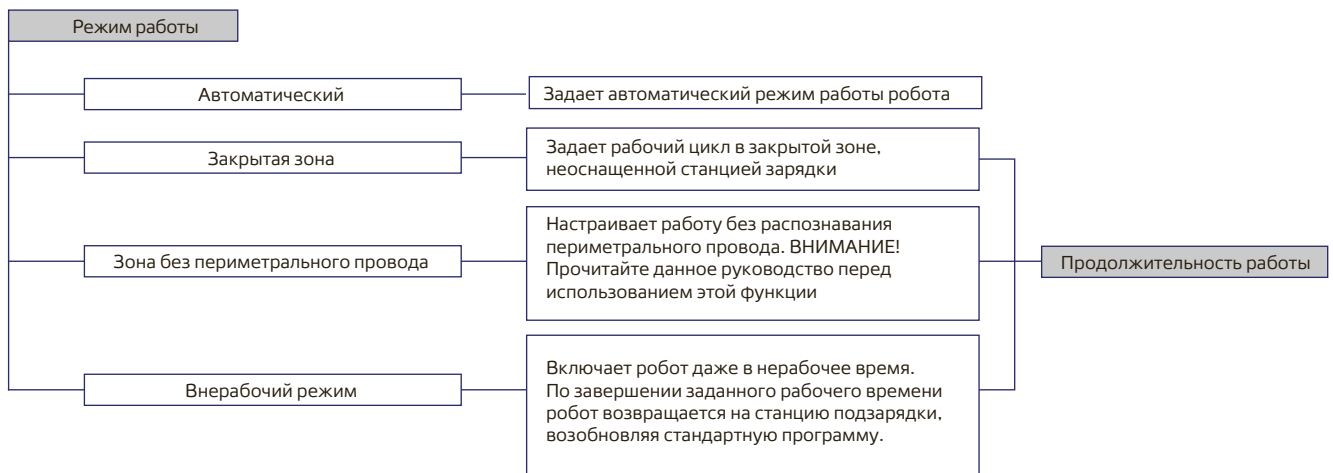 Режим работы
Автоматический
Задает автоматический режим работы робота
Закрытая зона
Задает рабочий цикл в закрытой зоне,
неоснащенной станцией зарядки
Зона без периметрального провода
Настраивает работу без распознавания
периметрального провода. ВНИМАНИЕ!
Прочитайте данное руководство перед
использованием этой функции
Продолжительность работы
Внерабочий режим
Включает робот даже в нерабочее время.
По завершении заданного рабочего времени
робот возвращается на станцию подзарядки,
возобновляя стандартную программу.